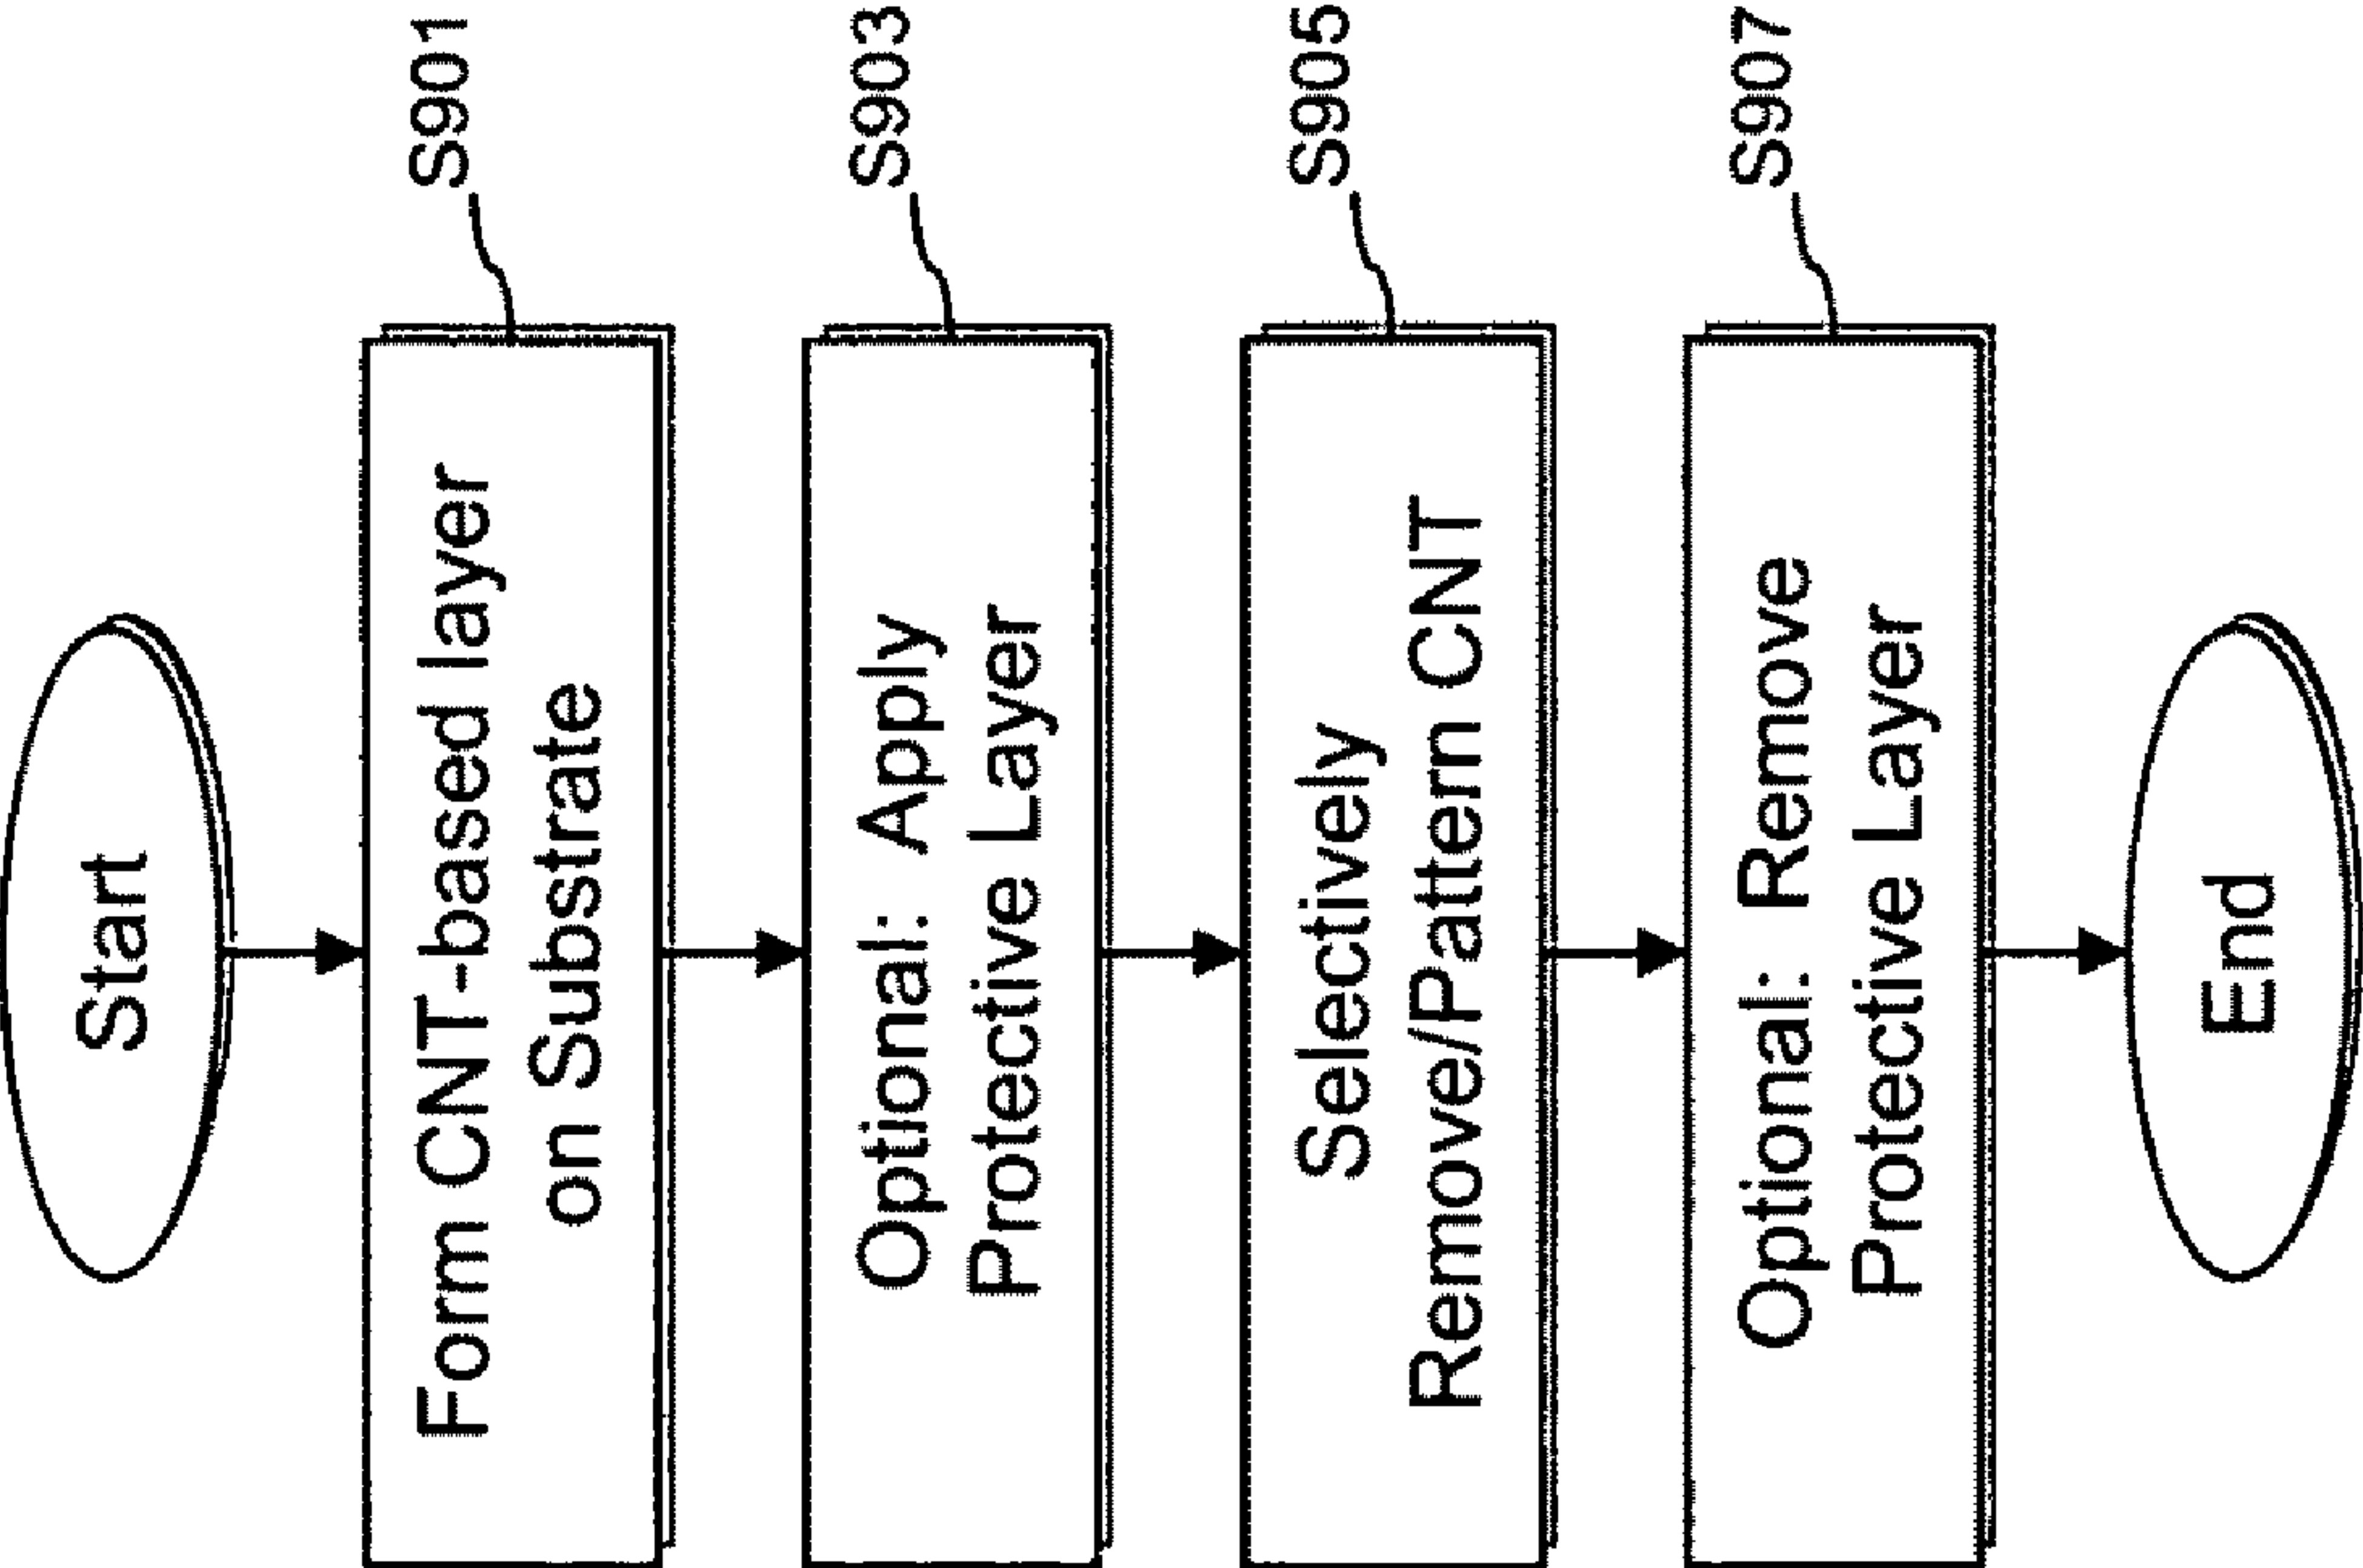 Start
S901
Form CNT-based layer
on Substrate
S903
Optional: Apply
Protective Layer
S905
Selectively
Remove/Pattern CNT
S907
Optional: Remove
Protective Layer
End